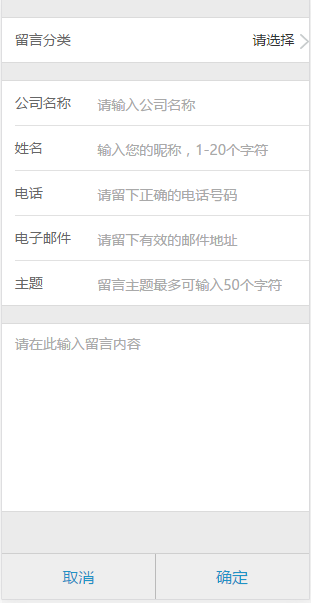 留言分类 请选择
公司名称 请输入公司名称
姓名 输入您的昵称，1-20个字符
电话 请留下正确的电话号码
电子邮件 请留下有效的邮件地址
主题 留言主题最多可输入50个字符
请在此输入留言内容
取消 确定